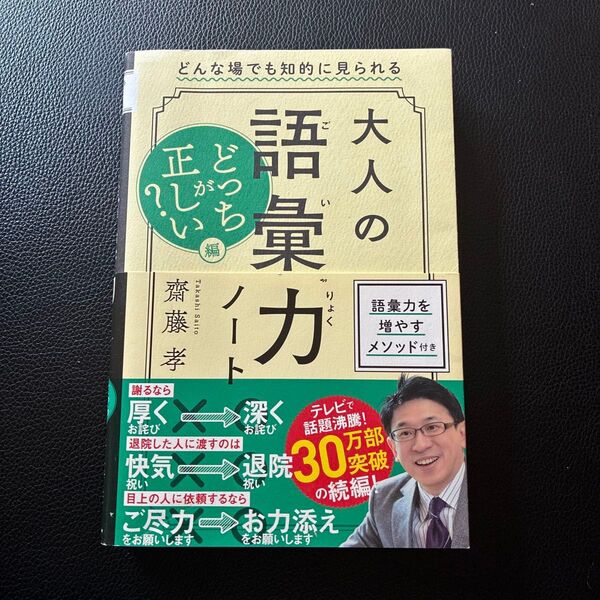 どんな場でも知的に見られる
大人の
語彙力
ごい
りょく
ノート
どっち
が
正しい
?
編
齋藤孝
Takashi Saito
語彙力を
増やす
メソッド付き
謝るなら
厚く→深く
お詫び お詫び
退院した人に渡すのは
快気→退院
祝い 祝い
目上の人に依頼するなら
ご尽力→お力添え
をお願いします をお願いします
テレビで
話題沸騰!
30万部
突破
の続編!